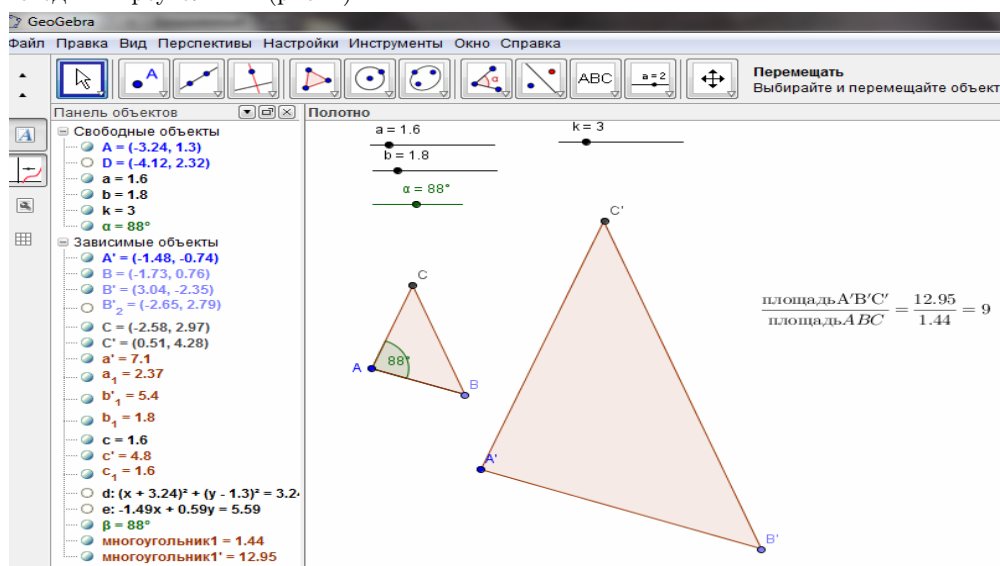 GeoGebra
Файл Правка Вид Перспективы Настройки Инструменты Окно Справка
A
α
ABC
a = 2
Перемещать
Выбирайте и перемещайте объект
Панель объектов
Полотно
A
Свободные объекты
A = (-3.24, 1.3)
D = (-4.12, 2.32)
a = 1.6
b = 1.8
k = 3
α = 88°
Зависимые объекты
A' = (-1.48, -0.74)
B = (-1.73, 0.76)
B' = (3.04, -2.35)
B'₂ = (-2.65, 2.79)
C = (-2.58, 2.97)
C' = (0.51, 4.28)
a' = 7.1
a₁ = 2.37
b'₁ = 5.4
b₁ = 1.8
c = 1.6
c' = 4.8
c₁ = 1.6
d: (x + 3.24)² + (y - 1.3)² = 3.2
e: -1.49x + 0.59y = 5.59
β = 88°
многоугольник1 = 1.44
многоугольник1' = 12.95
a = 1.6
k = 3
b = 1.8
α = 88°
C'
C
88°
A
B
A'
B'
площадьA′B′C′ / площадьABC = 12.95 / 1.44 = 9